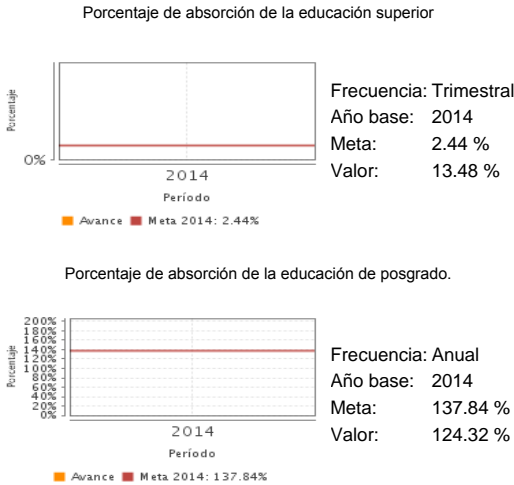 Porcentaje de absorción de la educación superior
Porcentaje
0%
2014
Período
Avance Meta 2014: 2.44%
Frecuencia: Trimestral
Año base: 2014
Meta: 2.44 %
Valor: 13.48 %
Porcentaje de absorción de la educación de posgrado.
Porcentaje
200%
180%
160%
140%
120%
100%
80%
60%
40%
20%
0%
2014
Período
Avance Meta 2014: 137.84%
Frecuencia: Anual
Año base: 2014
Meta: 137.84 %
Valor: 124.32 %